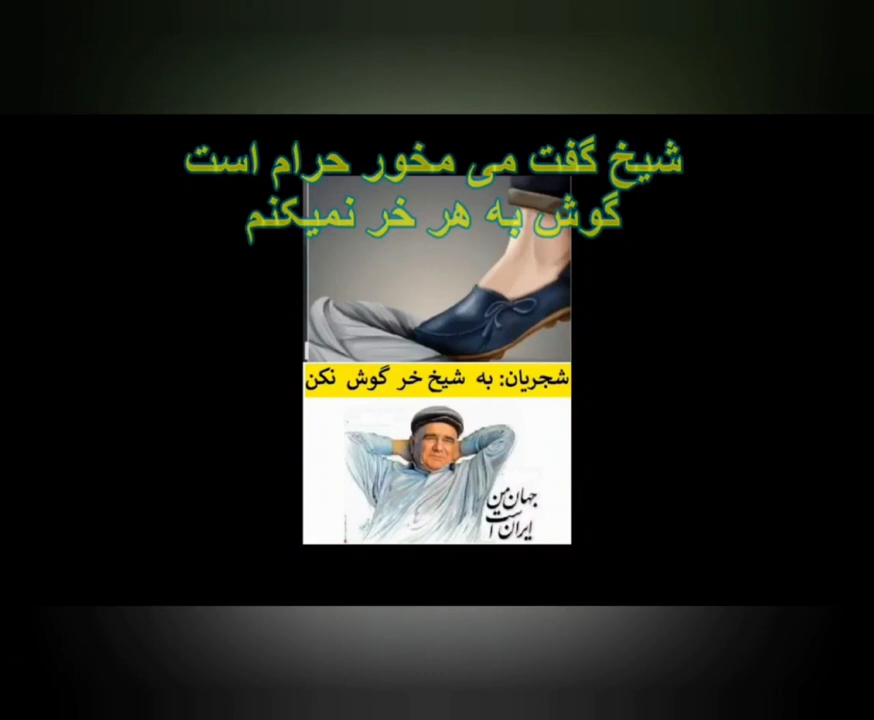 شیخ گفت می مخور حرام است
گوش به هر خر نمیکنم
شجریان: به شیخ خر گوش نکن
جهان من
ایران است